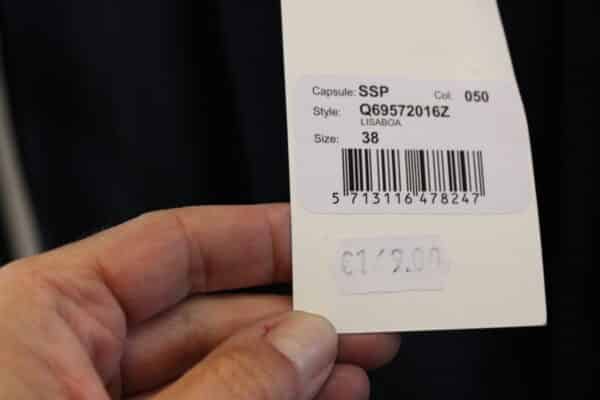 Capsule: SSP Col. 050
Style: Q69572016Z
LISABOA
Size: 38
5 713116 478247